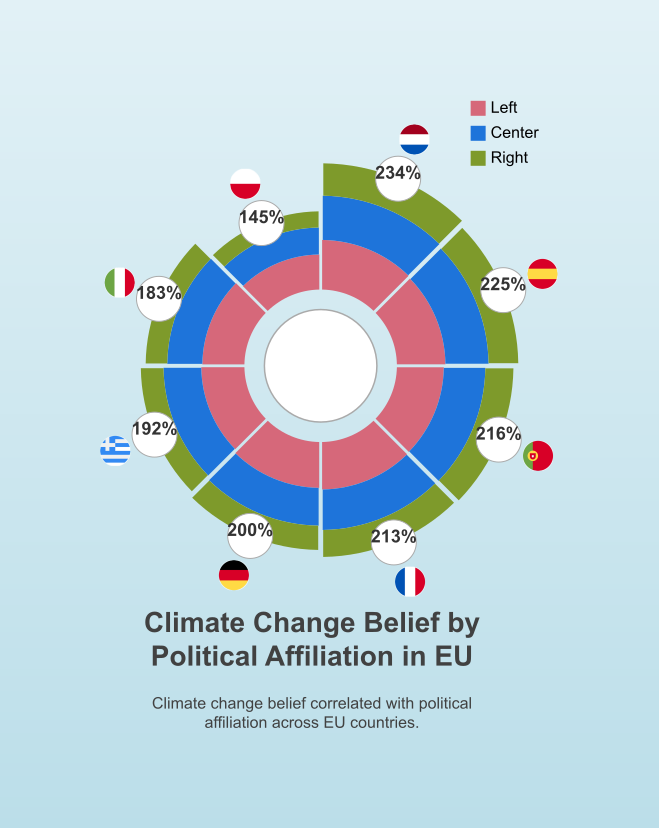 Left
Center
Right
234%
145%
225%
183%
192%
216%
200%
213%
Climate Change Belief by
Political Affiliation in EU
Climate change belief correlated with political
affiliation across EU countries.